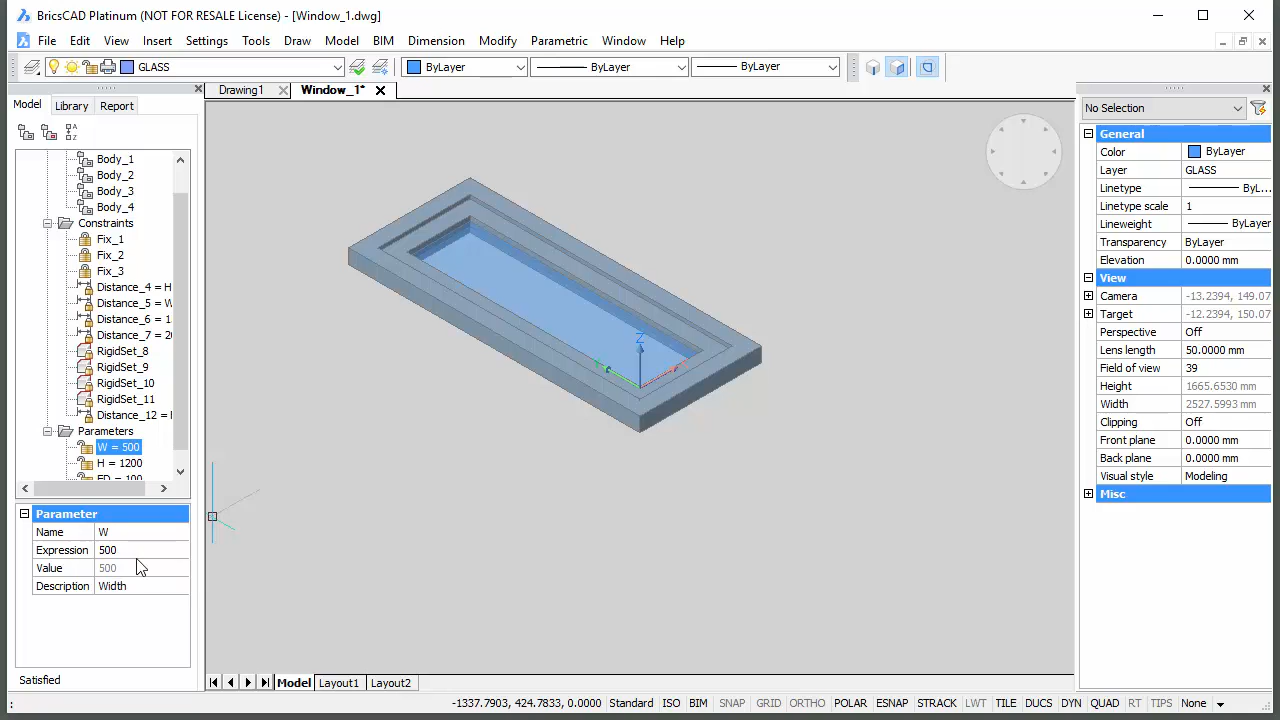 BricsCAD Platinum (NOT FOR RESALE License) - [Window_1.dwg]
File Edit View Insert Settings Tools Draw Model BIM Dimension Modify Parametric Window Help
GLASS ByLayer ByLayer ByLayer
Drawing1 Window_1*
Model Library Report
Body_1
Body_2
Body_3
Body_4
Constraints
Fix_1
Fix_2
Fix_3
Distance_4 = H
Distance_5 = W
Distance_6 = 1
Distance_7 = 20
RigidSet_8
RigidSet_9
RigidSet_10
RigidSet_11
Distance_12 =
Parameters
W = 500
H = 1200
FD = 100
Parameter
Name W
Expression 500
Value 500
Description Width
Satisfied
Z
No Selection
General
Color ByLayer
Layer GLASS
Linetype ByL...
Linetype scale 1
Lineweight ByLayer
Transparency ByLayer
Elevation 0.0000 mm
View
Camera -13.2394, 149.07
Target -12.2394, 150.07
Perspective Off
Lens length 50.0000 mm
Field of view 39
Height 1665.6530 mm
Width 2527.5993 mm
Clipping Off
Front plane 0.0000 mm
Back plane 0.0000 mm
Visual style Modeling
Misc
Model Layout1 Layout2
: -1337.7903, 424.7833, 0.0000 Standard ISO BIM SNAP GRID ORTHO POLAR ESNAP STRACK LWT TILE DUCS DYN QUAD RT TIPS None